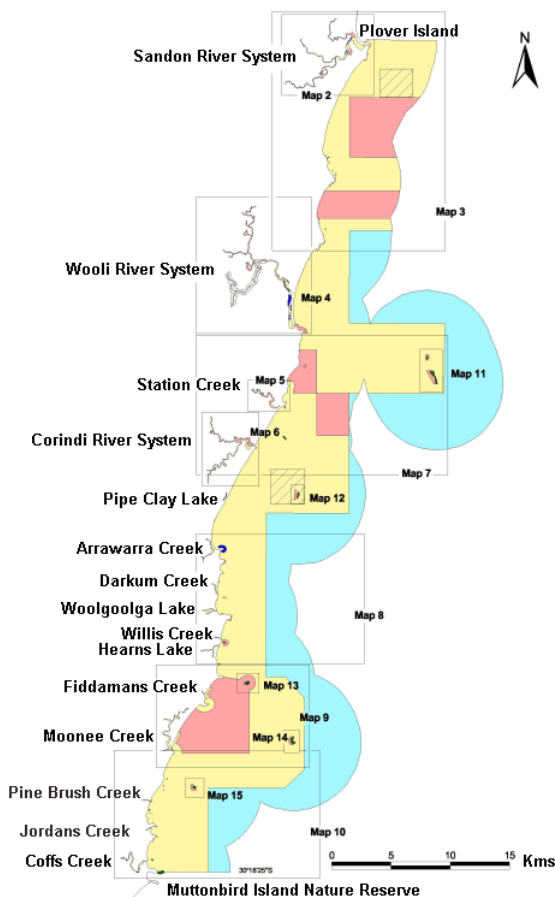 Plover Island
N
Sandon River System
Map 2
Map 3
Wooli River System
Map 4
Map 5
Map 11
Station Creek
Map 6
Corindi River System
Map 7
Pipe Clay Lake
Map 12
Arrawarra Creek
Darkum Creek
Woolgoolga Lake
Map 8
Willis Creek
Hearns Lake
Fiddamans Creek
Map 13
Map 9
Moonee Creek
Map 14
Pine Brush Creek
Map 15
Jordans Creek
Map 10
Coffs Creek
Kms
0 5 10 15
30°18'25"S
Muttonbird Island Nature Reserve